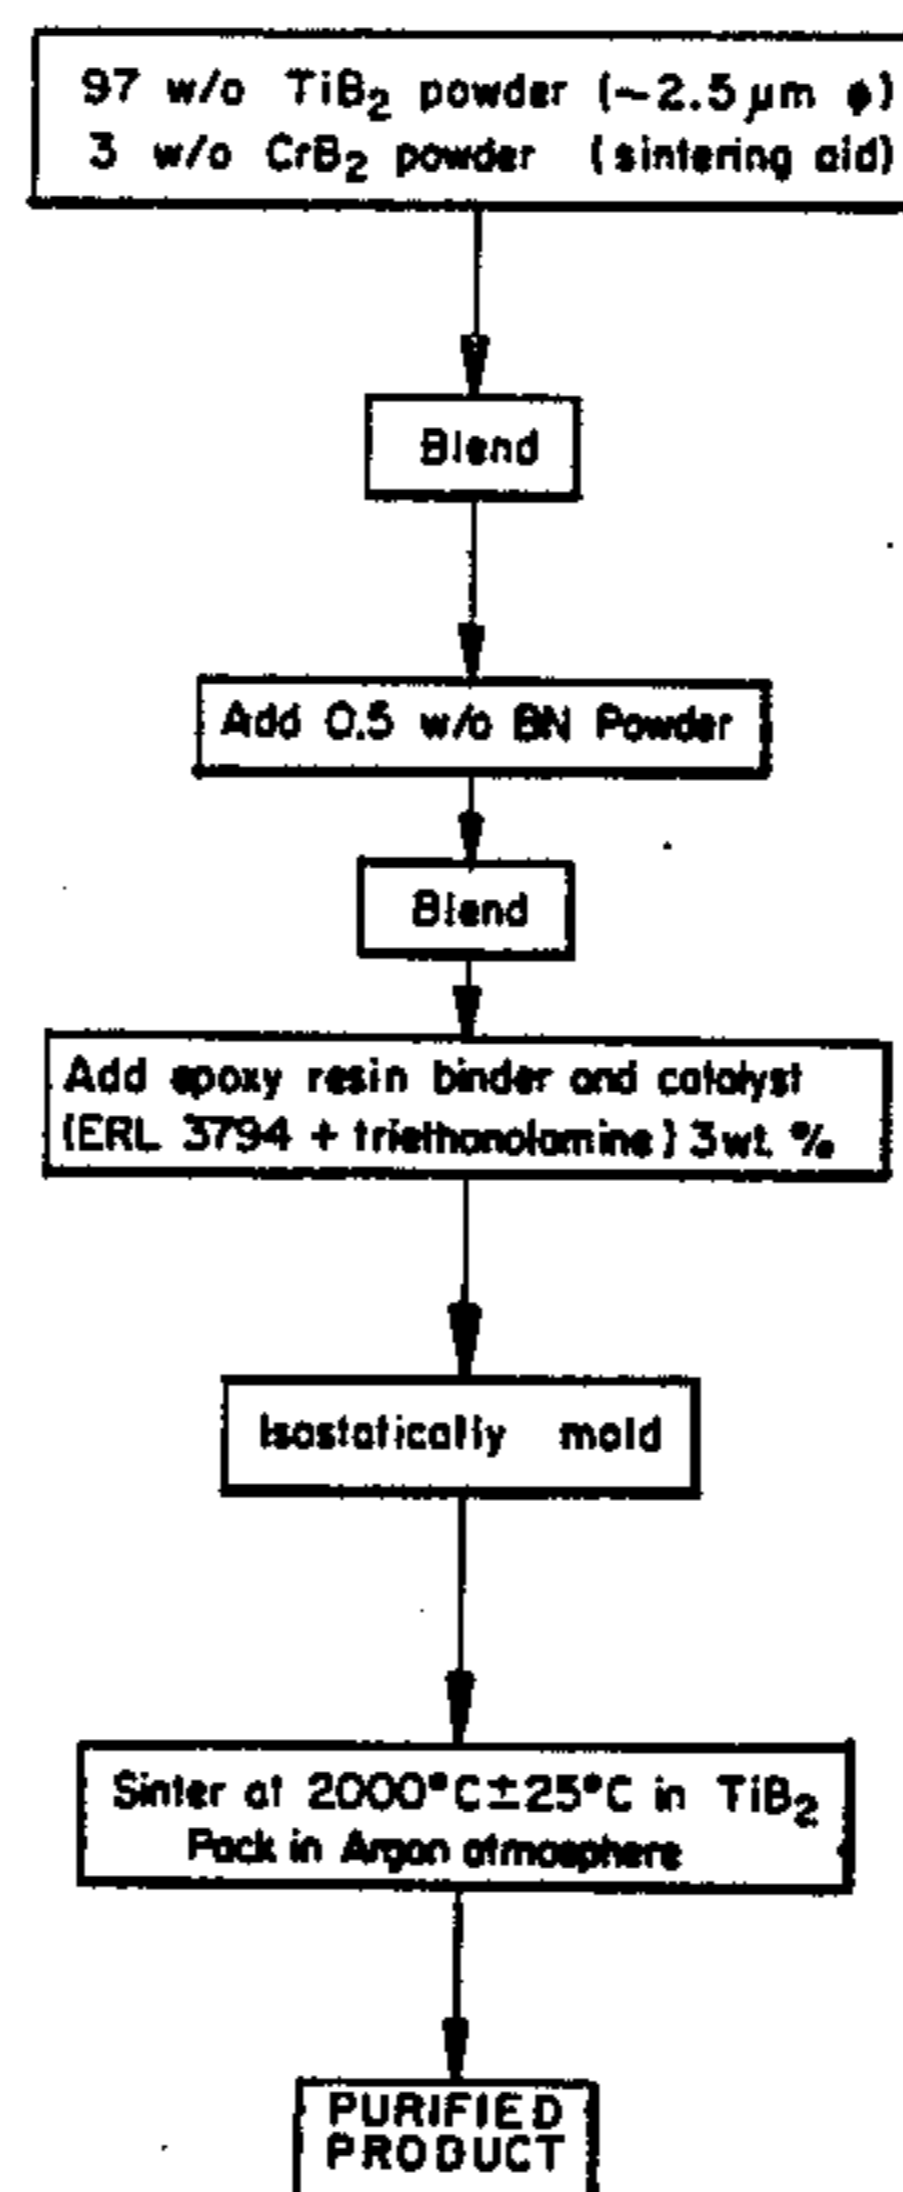 97 w/o TiB2 powder (~2.5 µm ϕ)
3 w/o CrB2 powder (sintering aid)
Blend
Add 0.5 w/o BN Powder
Blend
Add epoxy resin binder and catalyst
(ERL 3794 + triethanolamine) 3 wt. %
Isostatically mold
Sinter at 2000°C±25°C in TiB2
Pack in Argon atmosphere
PURIFIED
PRODUCT